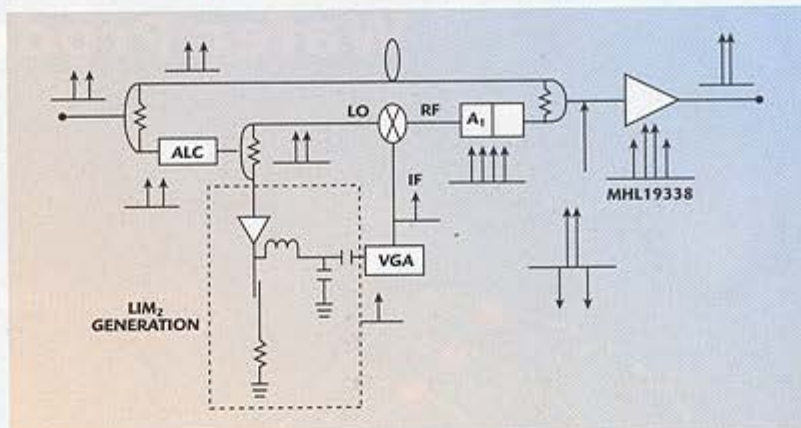 LO
RF
A₁
ALC
IF
MHL19338
VGA
LIM₂
GENERATION